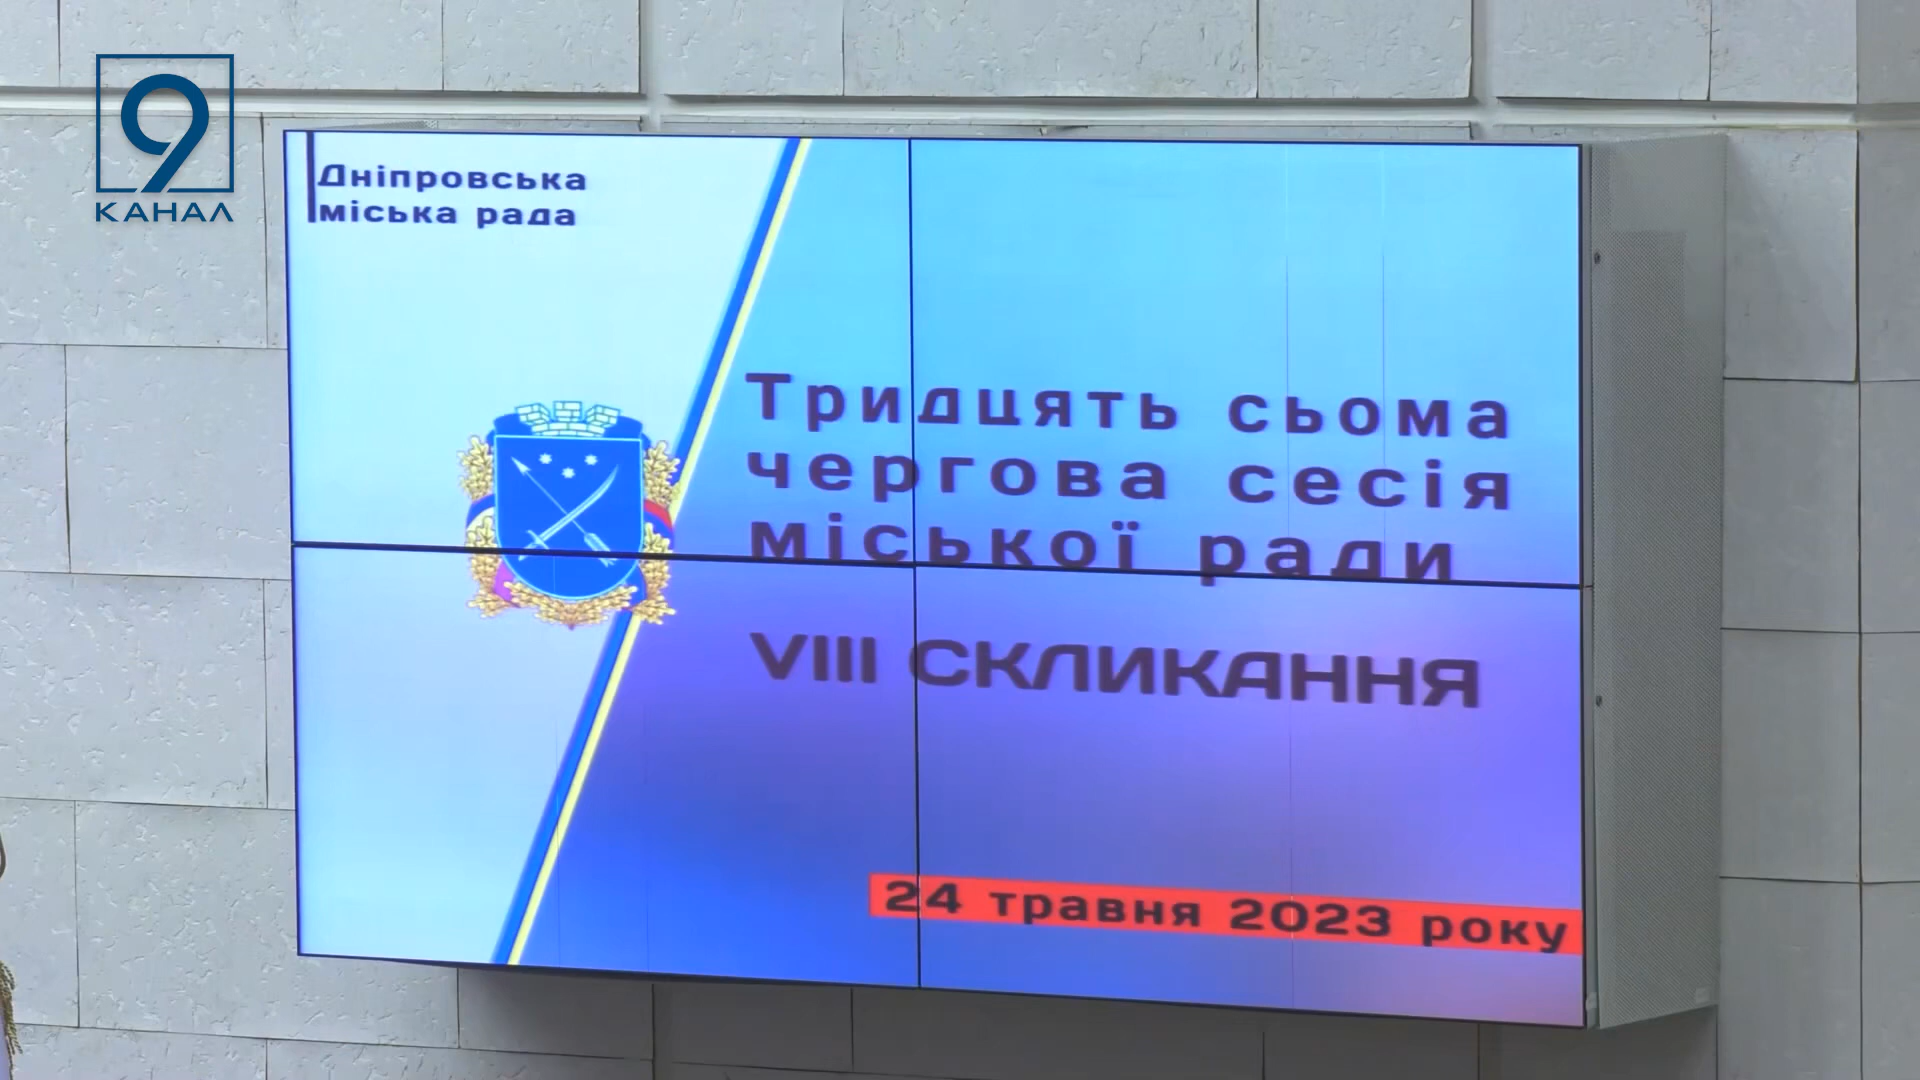 9
КАНАЛ
Дніпровська
міська рада
Тридцять сьома
чергова сесія
міської ради
VIII СКЛИКАННЯ
24 травня 2023 року